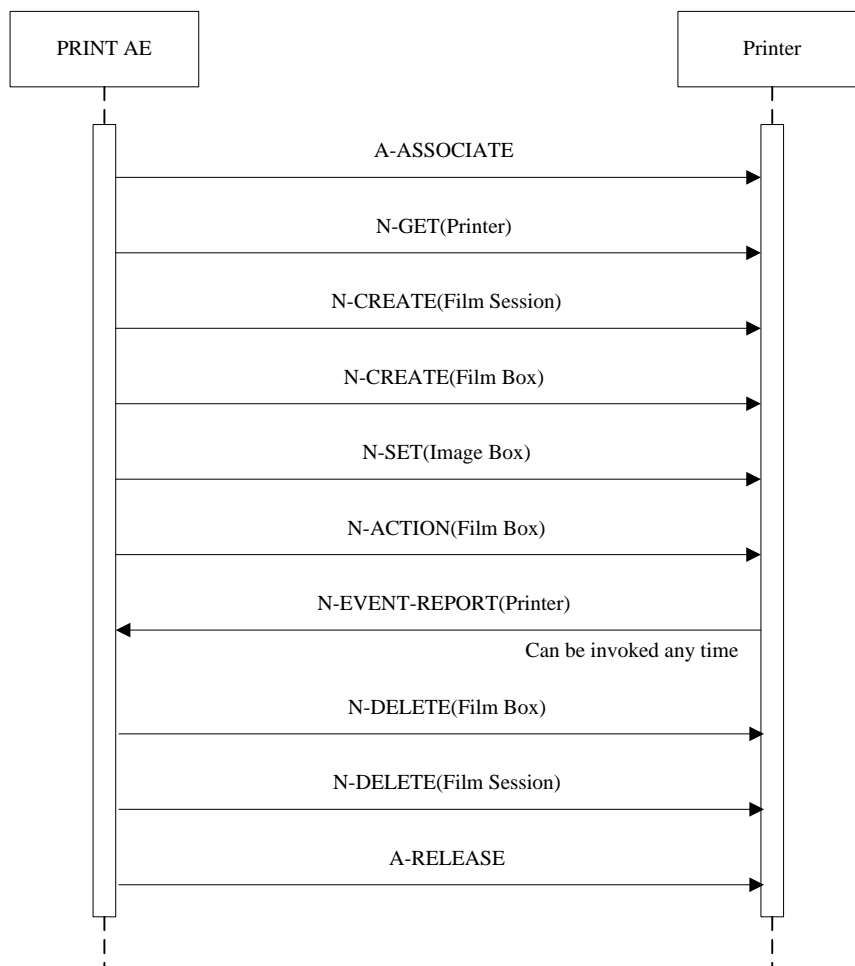 PRINT AE
Printer
A-ASSOCIATE
N-GET(Printer)
N-CREATE(Film Session)
N-CREATE(Film Box)
N-SET(Image Box)
N-ACTION(Film Box)
N-EVENT-REPORT(Printer)
Can be invoked any time
N-DELETE(Film Box)
N-DELETE(Film Session)
A-RELEASE